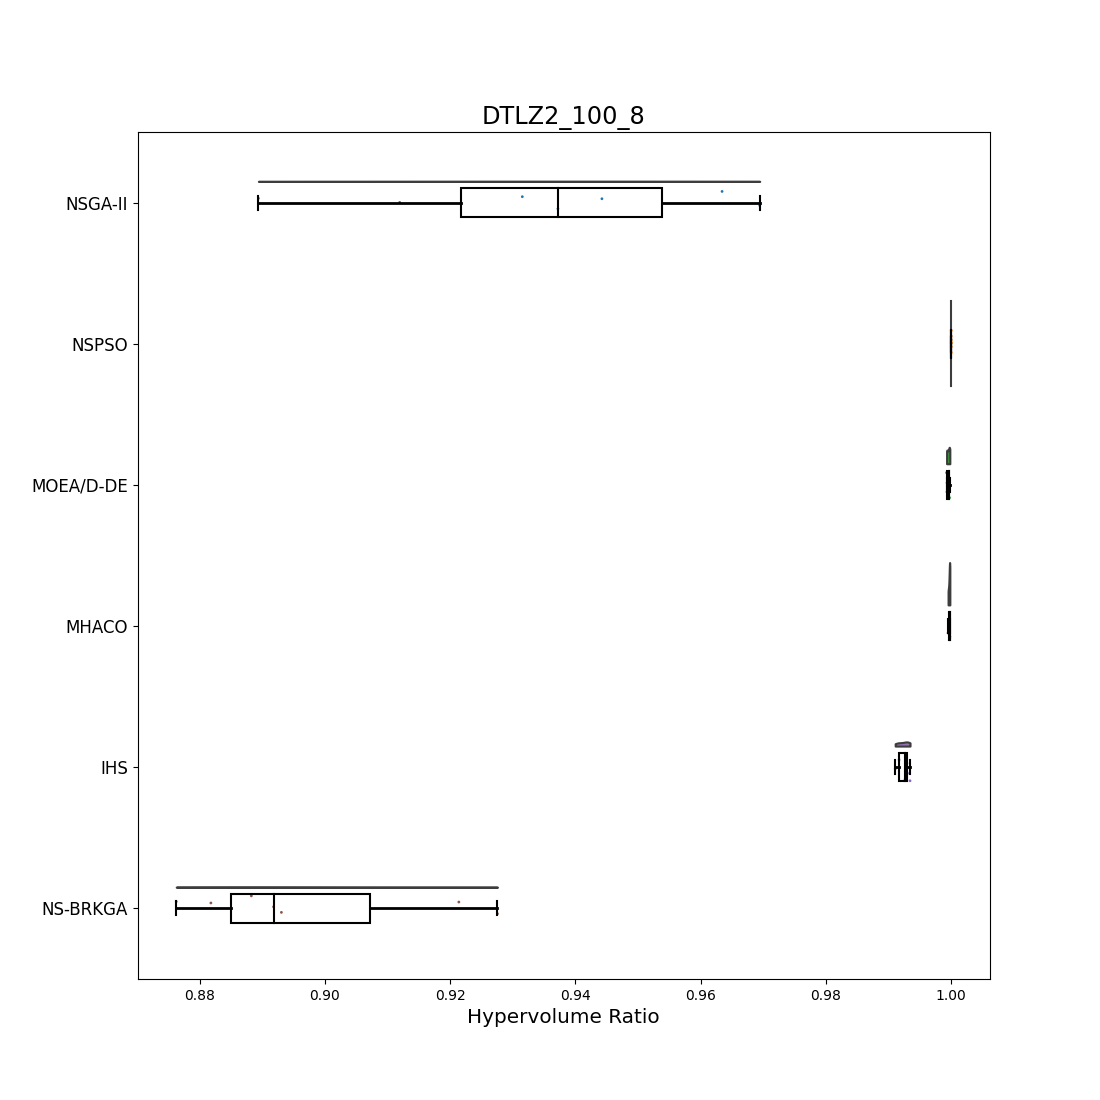 DTLZ2_100_8
NSGA-II
NSPSO
MOEA/D-DE
MHACO
IHS
NS-BRKGA
0.88 0.90 0.92 0.94 0.96 0.98 1.00
Hypervolume Ratio